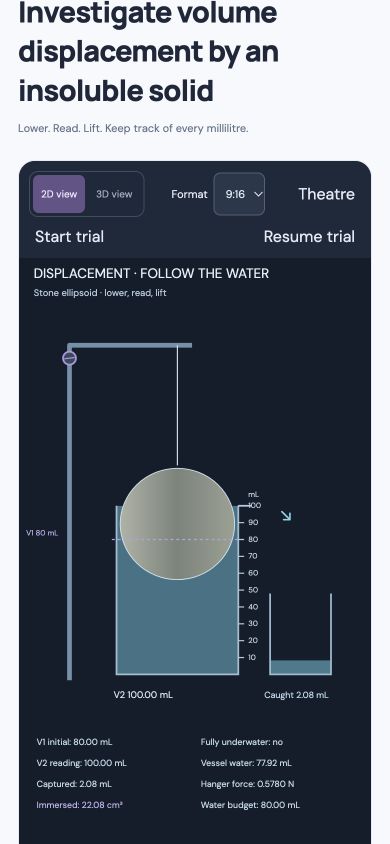 Investigate volume
displacement by an
insoluble solid
Lower. Read. Lift. Keep track of every millilitre.
2D view
3D view
Format
9:16
Theatre
Start trial
Resume trial
DISPLACEMENT · FOLLOW THE WATER
Stone ellipsoid · lower, read, lift
mL
100
90
V1 80 mL
80
70
60
50
40
30
20
10
V2 100.00 mL
Caught 2.08 mL
V1 initial: 80.00 mL
Fully underwater: no
V2 reading: 100.00 mL
Vessel water: 77.92 mL
Captured: 2.08 mL
Hanger force: 0.5780 N
Immersed: 22.08 cm³
Water budget: 80.00 mL